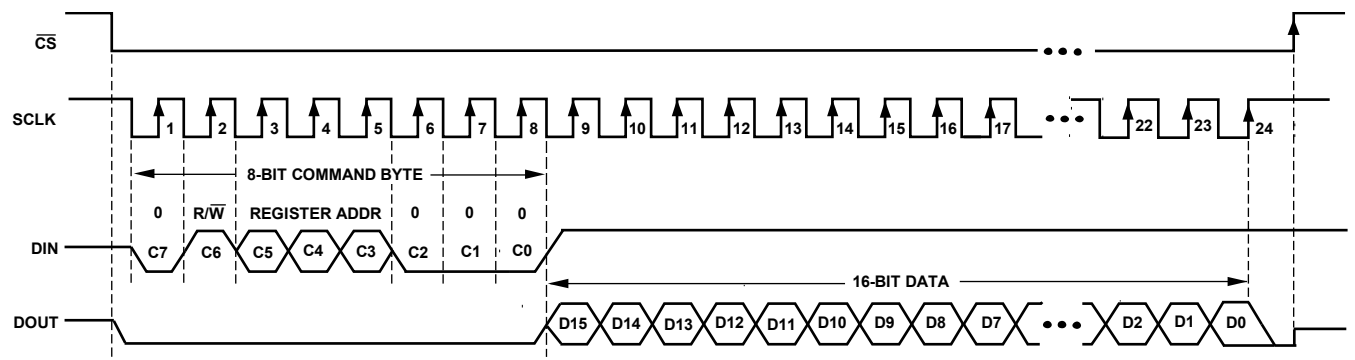 CS
SCLK
1 2 3 4 5 6 7 8 9 10 11 12 13 14 15 16 17 22 23 24
8-BIT COMMAND BYTE
0 R/W REGISTER ADDR 0 0 0
DIN C7 C6 C5 C4 C3 C2 C1 C0
16-BIT DATA
DOUT D15 D14 D13 D12 D11 D10 D9 D8 D7 D2 D1 D0